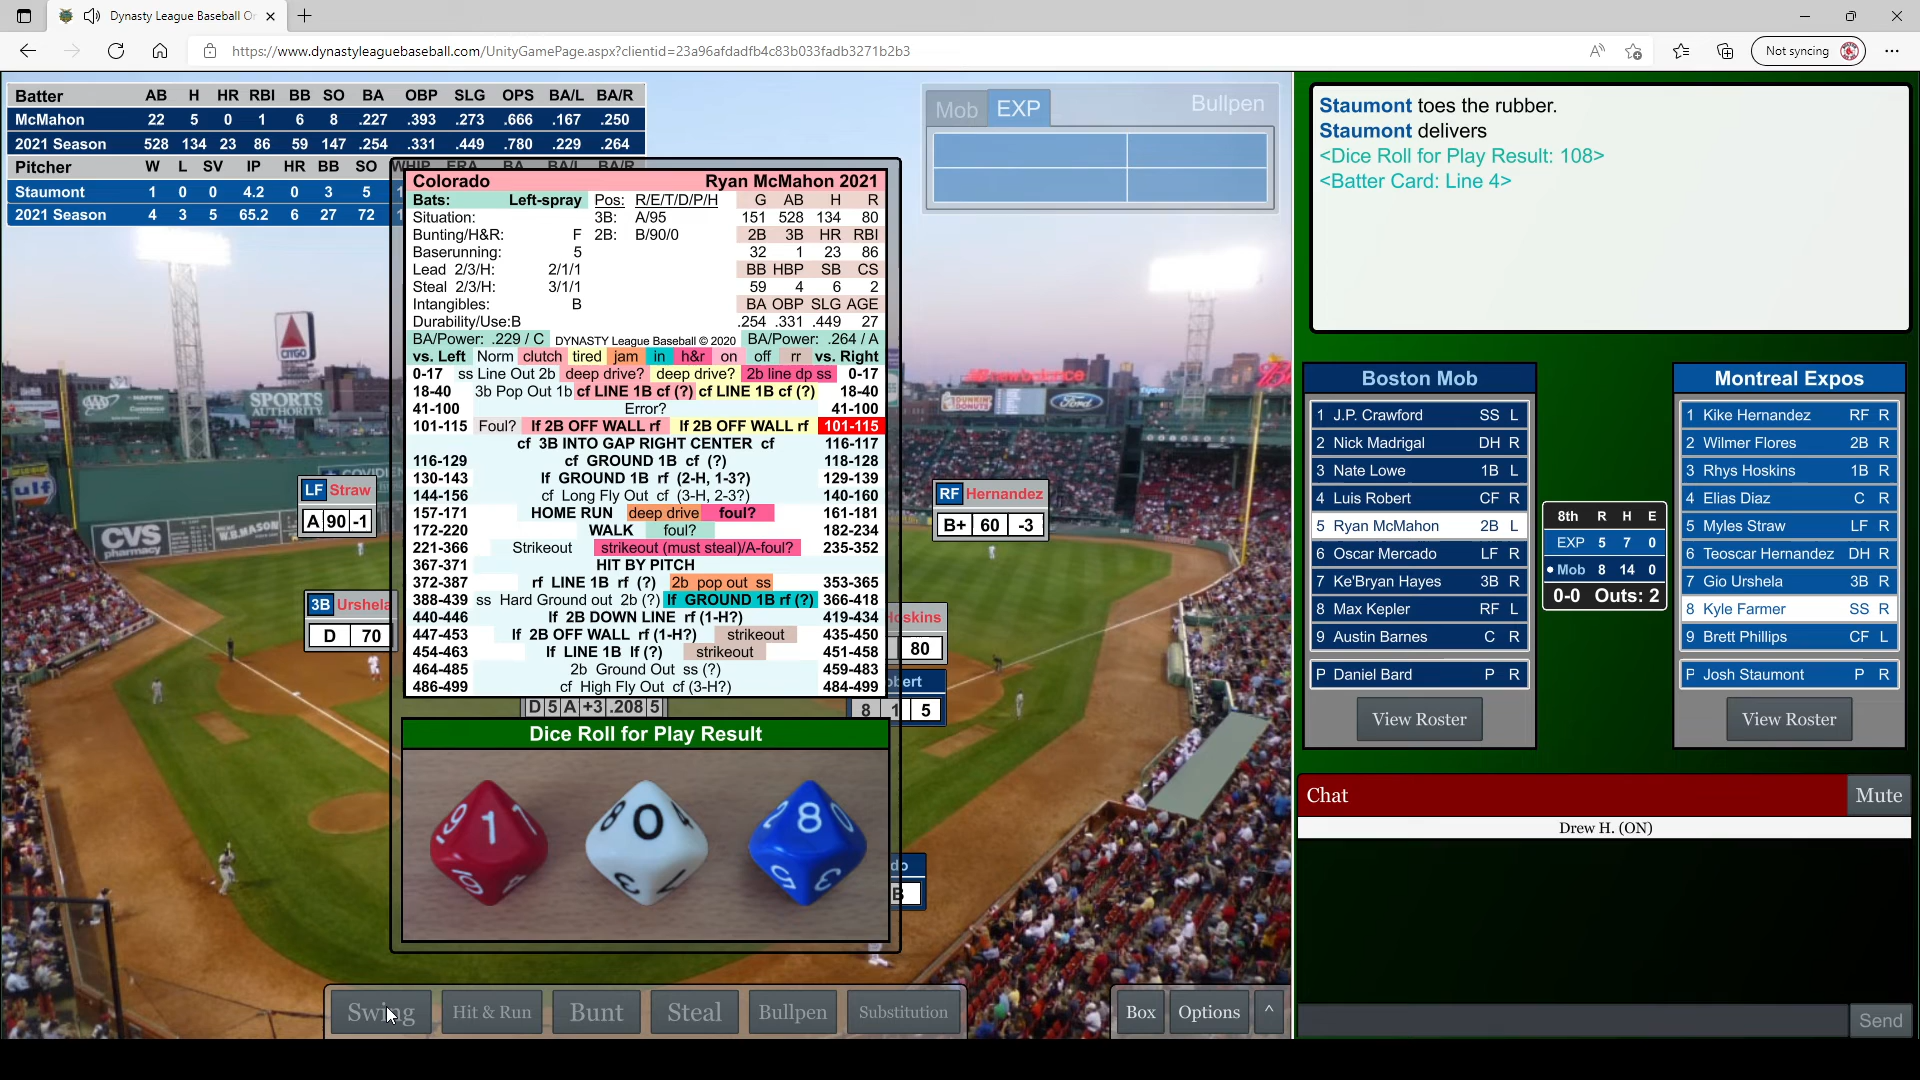 Dynasty League Baseball On
https://www.dynastyleaguebaseball.com/UnityGamePage.aspx?clientid=23a96afdadfb4c83b033fadb3271b2b3
Not syncing
Batter AB H HR RBI BB SO BA OBP SLG OPS BA/L BA/R
McMahon 22 5 0 1 6 8 .227 .393 .273 .666 .167 .250
2021 Season 528 134 23 86 59 147 .254 .331 .449 .780 .229 .264
Pitcher W L SV IP HR BB SO WHIP ERA BA BA/L BA/R
Staumont 1 0 0 4.2 0 3 5
2021 Season 4 3 5 65.2 6 27 72
Mob EXP Bullpen
Colorado Ryan McMahon 2021
Bats: Left-spray Pos: R/E/T/D/P/H G AB H R
Situation: 3B: A/95 151 528 134 80
Bunting/H&R: F 2B: B/90/0 2B 3B HR RBI
Baserunning: 5 32 1 23 86
Lead 2/3/H: 2/1/1 BB HBP SB CS
Steal 2/3/H: 3/1/1 59 4 6 2
Intangibles: B BA OBP SLG AGE
Durability/Use:B .254 .331 .449 27
BA/Power: .229 / C DYNASTY League Baseball © 2020 BA/Power: .264 / A
vs. Left Norm clutch tired jam in h&r on off rr vs. Right
0-17 ss Line Out 2b deep drive? deep drive? 2b line dp ss 0-17
18-40 3b Pop Out 1b cf LINE 1B cf (?) cf LINE 1B cf (?) 18-40
41-100 Error? 41-100
101-115 Foul? lf 2B OFF WALL rf lf 2B OFF WALL rf 101-115
cf 3B INTO GAP RIGHT CENTER cf 116-117
116-129 cf GROUND 1B cf (?) 118-128
130-143 lf GROUND 1B rf (2-H, 1-3?) 129-139
144-156 cf Long Fly Out cf (3-H, 2-3?) 140-160
157-171 HOME RUN deep drive foul? 161-181
172-220 WALK foul? 182-234
221-366 Strikeout strikeout (must steal)/A-foul? 235-352
367-371 HIT BY PITCH
372-387 rf LINE 1B rf (?) 2b pop out ss 353-365
388-439 ss Hard Ground out 2b (?) lf GROUND 1B rf (?) 366-418
440-446 lf 2B DOWN LINE rf (1-H?) 419-434
447-453 lf 2B OFF WALL rf (1-H?) strikeout 435-450
454-463 lf LINE 1B lf (?) strikeout 451-458
464-485 2b Ground Out ss (?) 459-483
486-499 cf High Fly Out cf (3-H?) 484-499
D 5 A +3 .208 5
Dice Roll for Play Result
1 0 8
LF Straw
A 90 -1
RF Hernandez
B+ 60 -3
3B Urshela
D 70
80
8 1 5
B
CITGO
SPORTS AUTHORITY
CVS pharmacy
W.B.MASON
Gulf
DUNKIN' DONUTS
Ford
Swing Hit & Run Bunt Steal Bullpen Substitution
Box Options ^
Staumont toes the rubber.
Staumont delivers
<Dice Roll for Play Result: 108>
<Batter Card: Line 4>
Boston Mob
1 J.P. Crawford SS L
2 Nick Madrigal DH R
3 Nate Lowe 1B L
4 Luis Robert CF R
5 Ryan McMahon 2B L
6 Oscar Mercado LF R
7 Ke'Bryan Hayes 3B R
8 Max Kepler RF L
9 Austin Barnes C R
P Daniel Bard P R
View Roster
8th R H E
EXP 5 7 0
Mob 8 14 0
0-0 Outs: 2
Montreal Expos
1 Kike Hernandez RF R
2 Wilmer Flores 2B R
3 Rhys Hoskins 1B R
4 Elias Diaz C R
5 Myles Straw LF R
6 Teoscar Hernandez DH R
7 Gio Urshela 3B R
8 Kyle Farmer SS R
9 Brett Phillips CF L
P Josh Staumont P R
View Roster
Chat Mute
Drew H. (ON)
Send